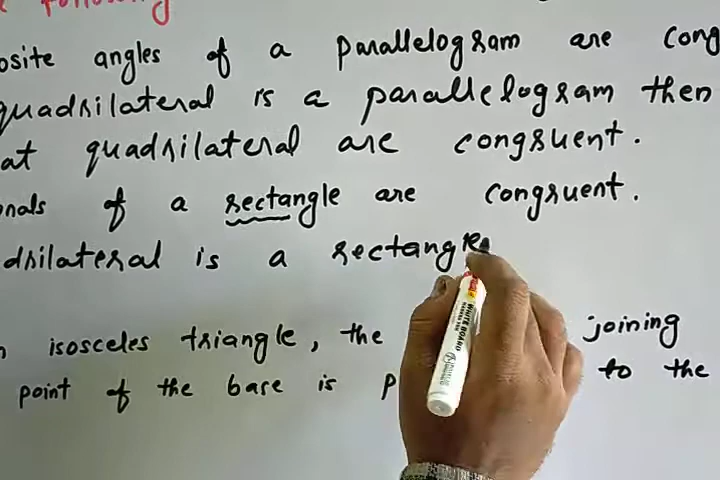 following
osite angles of a parallelogram are cong
quadrilateral is a parallelogram then
at quadrilateral are congruent.
onals of a rectangle are congruent.
drilateral is a rectangle
n isosceles triangle, the joining
point of the base is p to the
WHITE BOARD